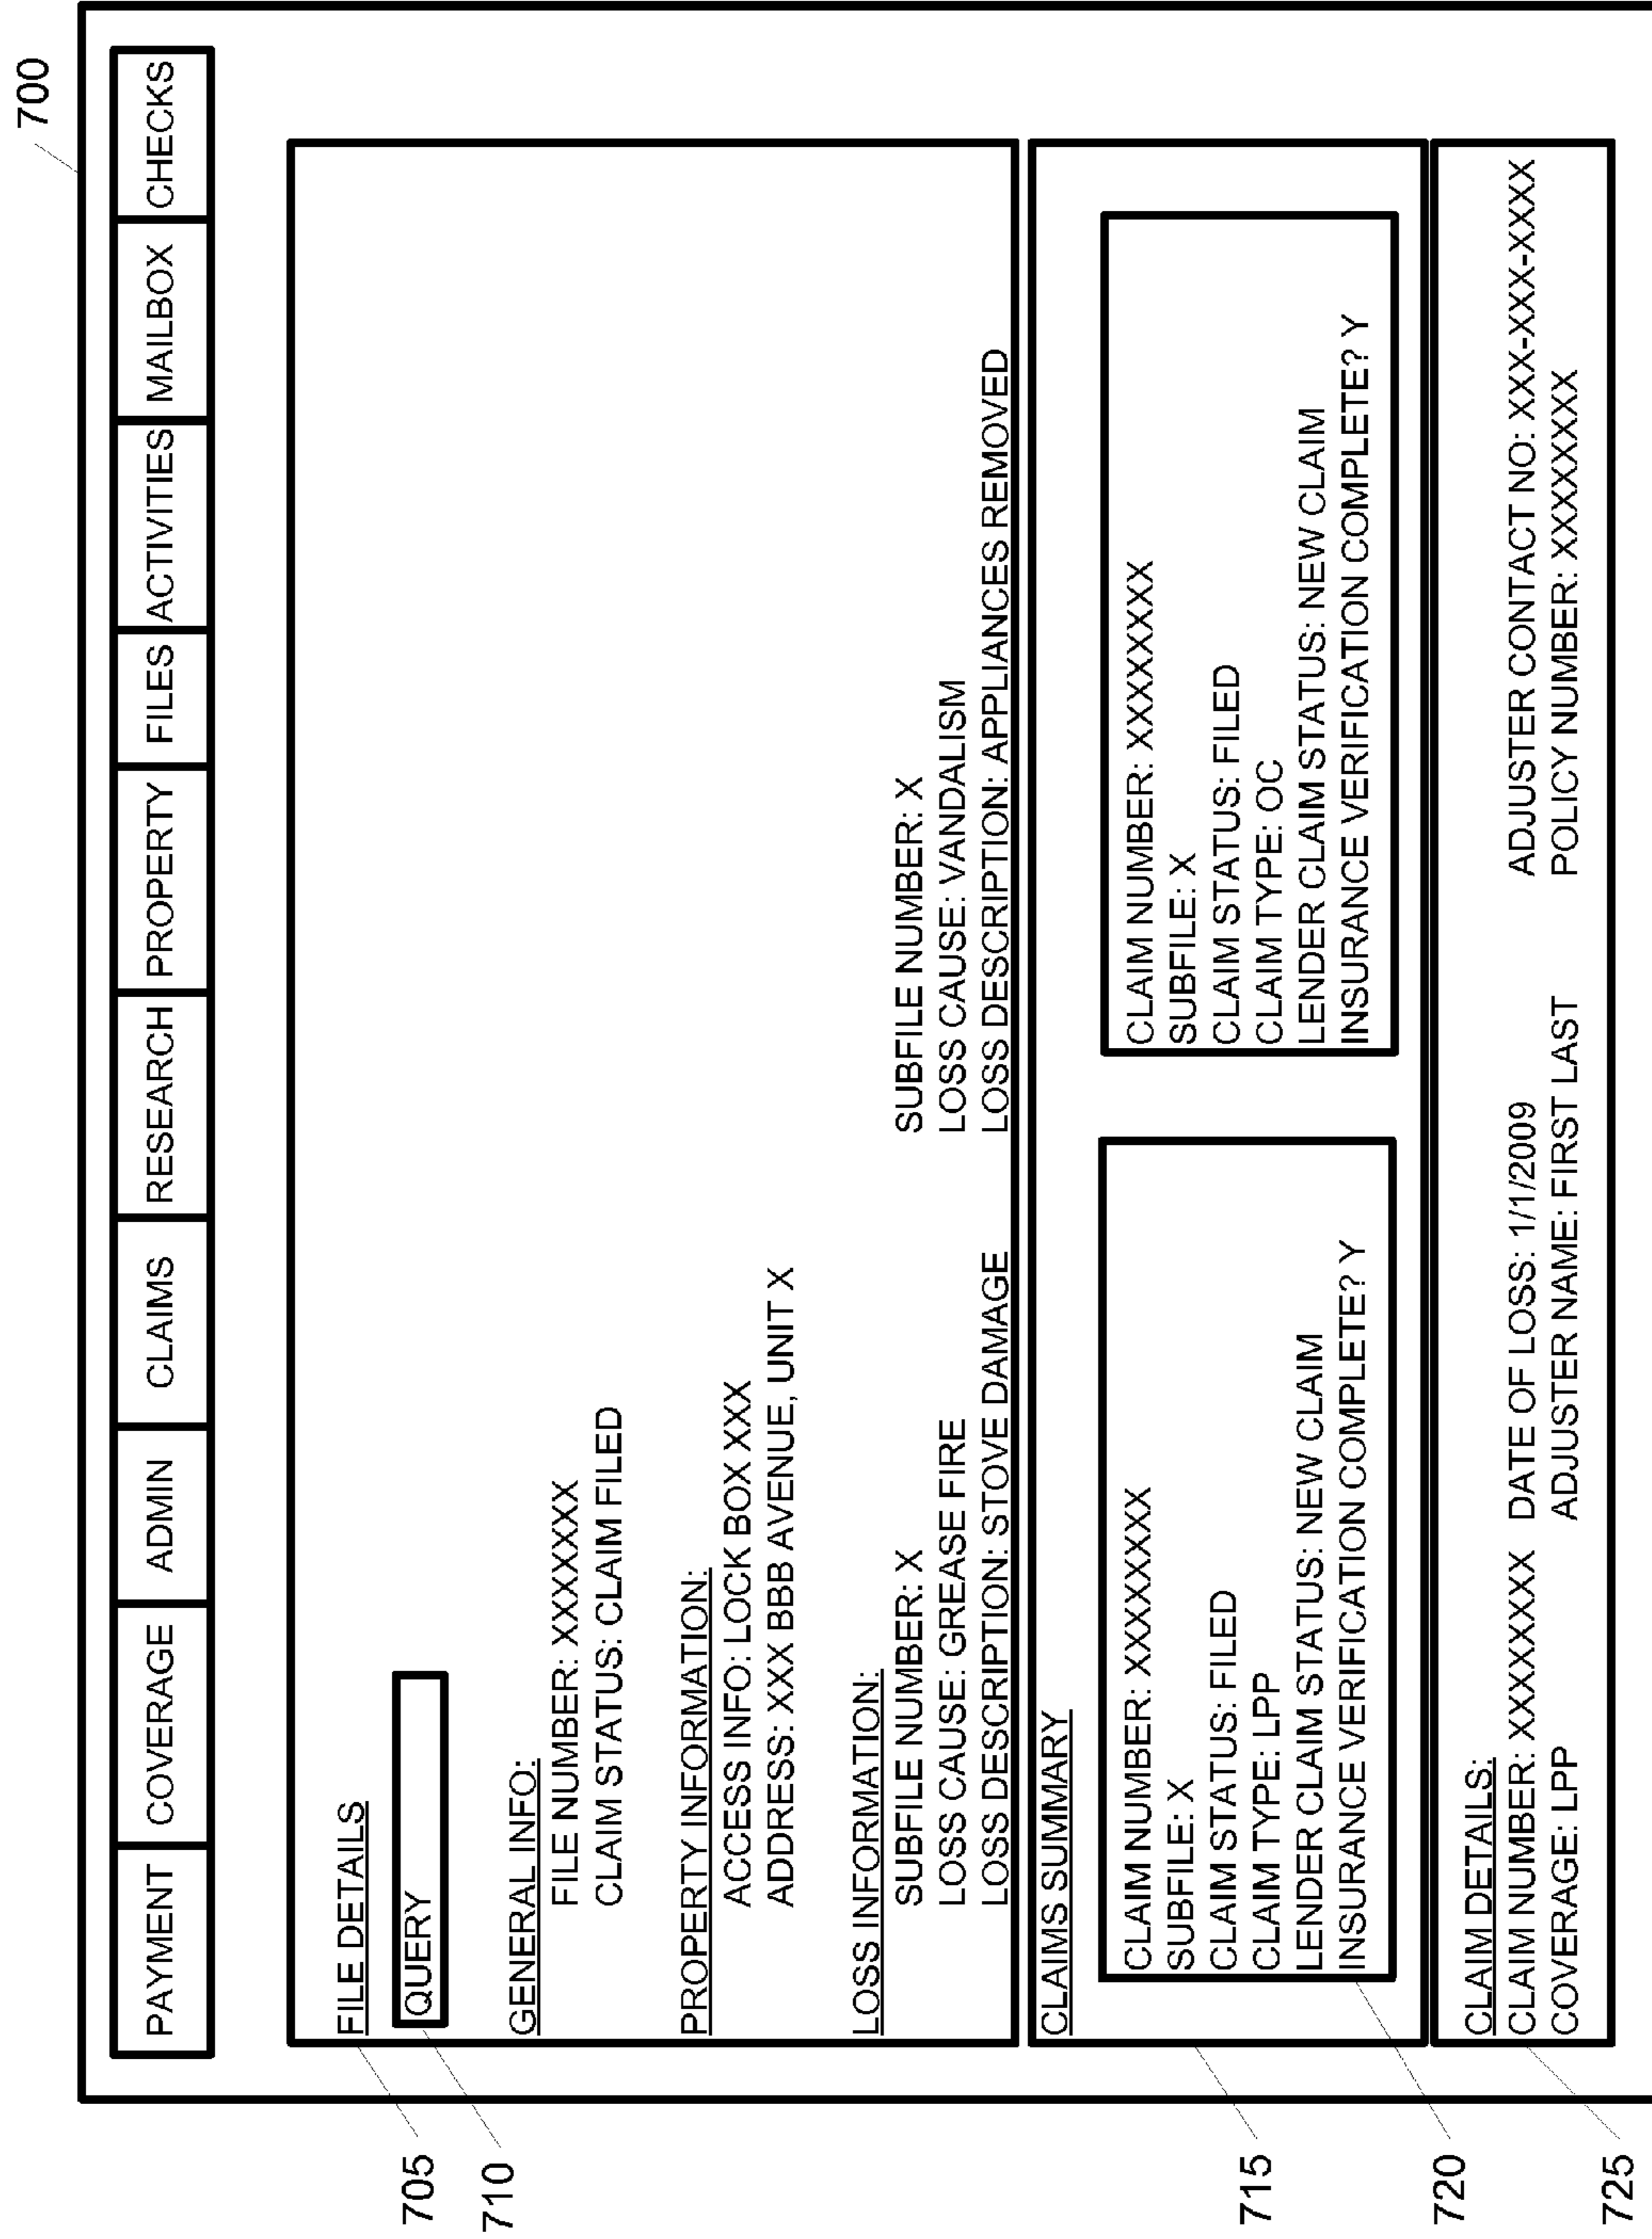 700
PAYMENT COVERAGE ADMIN CLAIMS RESEARCH PROPERTY FILES ACTIVITIES MAILBOX CHECKS
705
FILE DETAILS
710
QUERY
GENERAL INFO:
FILE NUMBER: XXXXXXX
CLAIM STATUS: CLAIM FILED
PROPERTY INFORMATION:
ACCESS INFO: LOCK BOX XXX
ADDRESS: XXX BBB AVENUE, UNIT X
LOSS INFORMATION:
SUBFILE NUMBER: X SUBFILE NUMBER: X
LOSS CAUSE: GREASE FIRE LOSS CAUSE: VANDALISM
LOSS DESCRIPTION: STOVE DAMAGE LOSS DESCRIPTION: APPLIANCES REMOVED
715
CLAIMS SUMMARY
720
CLAIM NUMBER: XXXXXXXX
SUBFILE: X
CLAIM STATUS: FILED
CLAIM TYPE: LPP
LENDER CLAIM STATUS: NEW CLAIM
INSURANCE VERIFICATION COMPLETE? Y
CLAIM NUMBER: XXXXXXXX
SUBFILE: X
CLAIM STATUS: FILED
CLAIM TYPE: OC
LENDER CLAIM STATUS: NEW CLAIM
INSURANCE VERIFICATION COMPLETE? Y
725
CLAIM DETAILS:
CLAIM NUMBER: XXXXXXXX DATE OF LOSS: 1/1/2009 ADJUSTER CONTACT NO: XXX-XXX-XXXX
COVERAGE: LPP ADJUSTER NAME: FIRST LAST POLICY NUMBER: XXXXXXXX